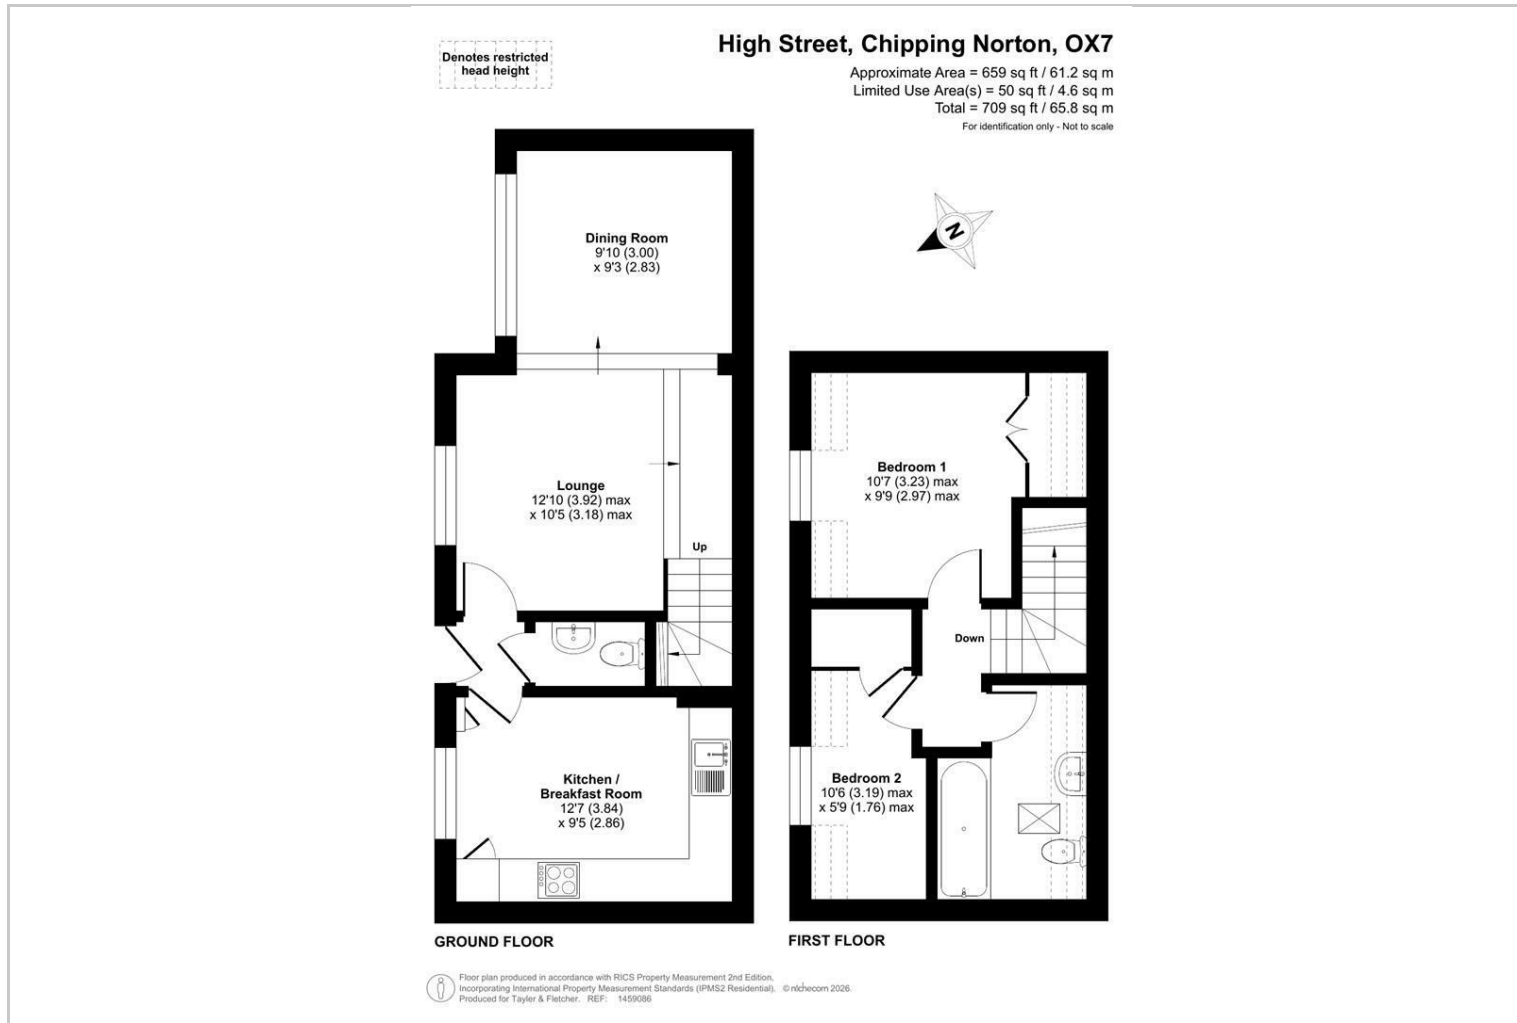 Denotes restricted
head height
High Street, Chipping Norton, OX7
Approximate Area = 659 sq ft / 61.2 sq m
Limited Use Area(s) = 50 sq ft / 4.6 sq m
Total = 709 sq ft / 65.8 sq m
For identification only - Not to scale
N
Dining Room
9'10 (3.00)
x 9'3 (2.83)
Lounge
12'10 (3.92) max
x 10'5 (3.18) max
Up
Kitchen /
Breakfast Room
12'7 (3.84)
x 9'5 (2.86)
GROUND FLOOR
Bedroom 1
10'7 (3.23) max
x 9'9 (2.97) max
Down
Bedroom 2
10'6 (3.19) max
x 5'9 (1.76) max
FIRST FLOOR
Floor plan produced in accordance with RICS Property Measurement 2nd Edition.
Incorporating International Property Measurement Standards (IPMS2 Residential). © nichecom 2026.
Produced for Tayler & Fletcher. REF: 1459086